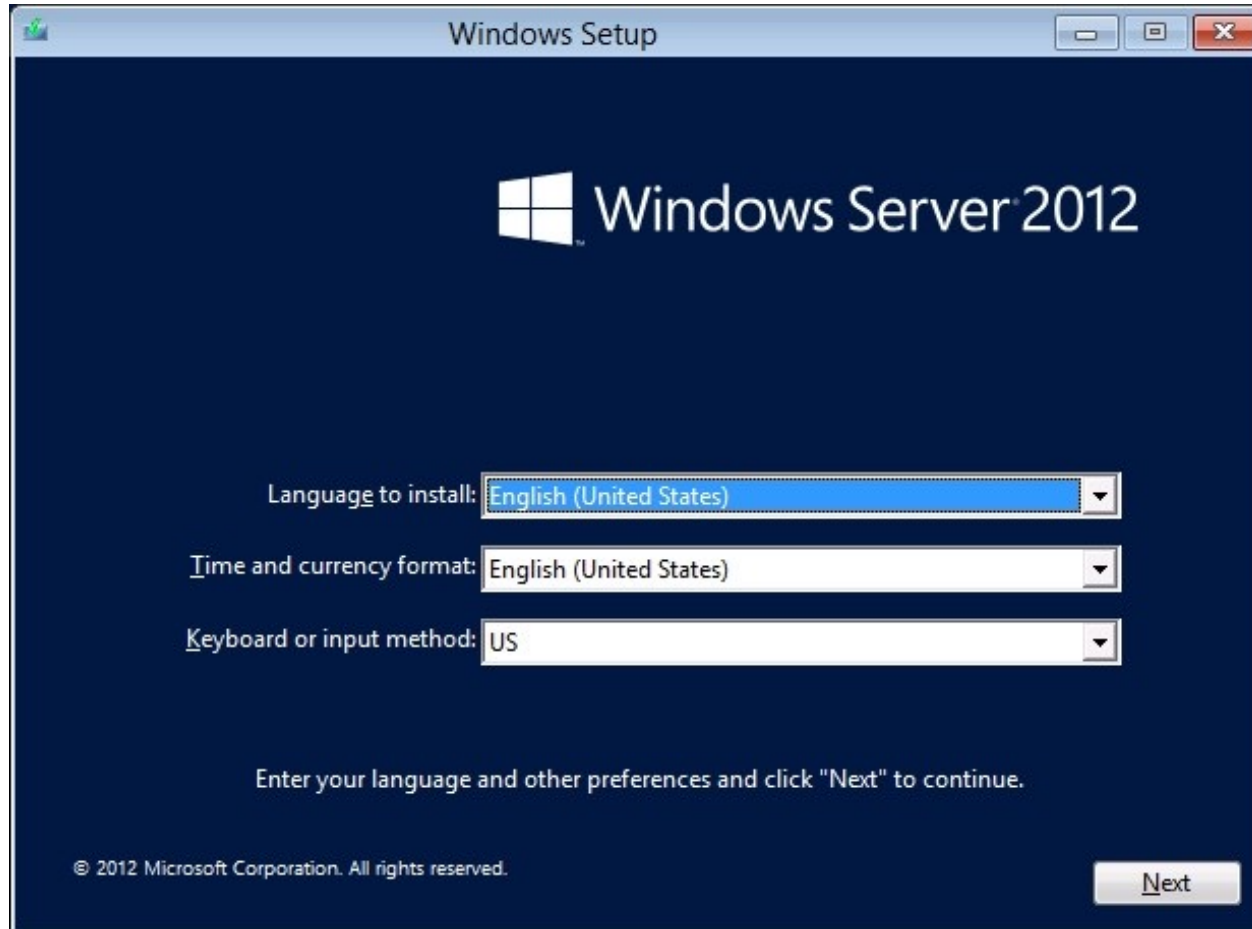 Windows Setup
Windows Server 2012
Language to install: English (United States)
Time and currency format: English (United States)
Keyboard or input method: US
Enter your language and other preferences and click "Next" to continue.
© 2012 Microsoft Corporation. All rights reserved.
Next